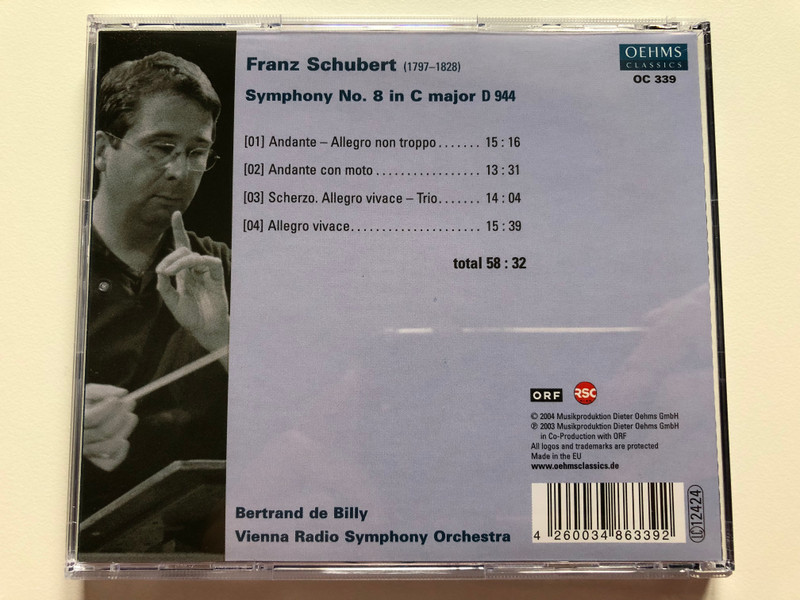 Franz Schubert (1797–1828)
OEHMS
CLASSICS
OC 339
Symphony No. 8 in C major D 944
[01] Andante – Allegro non troppo....... 15 : 16
[02] Andante con moto.................. 13 : 31
[03] Scherzo. Allegro vivace – Trio....... 14 : 04
[04] Allegro vivace..................... 15 : 39
total 58 : 32
ORF RSO
© 2004 Musikproduktion Dieter Oehms GmbH
℗ 2003 Musikproduktion Dieter Oehms GmbH
in Co-Production with ORF
All logos and trademarks are protected
Made in the EU
www.oehmsclassics.de
Bertrand de Billy
Vienna Radio Symphony Orchestra
4 260034 863392
LC 12424